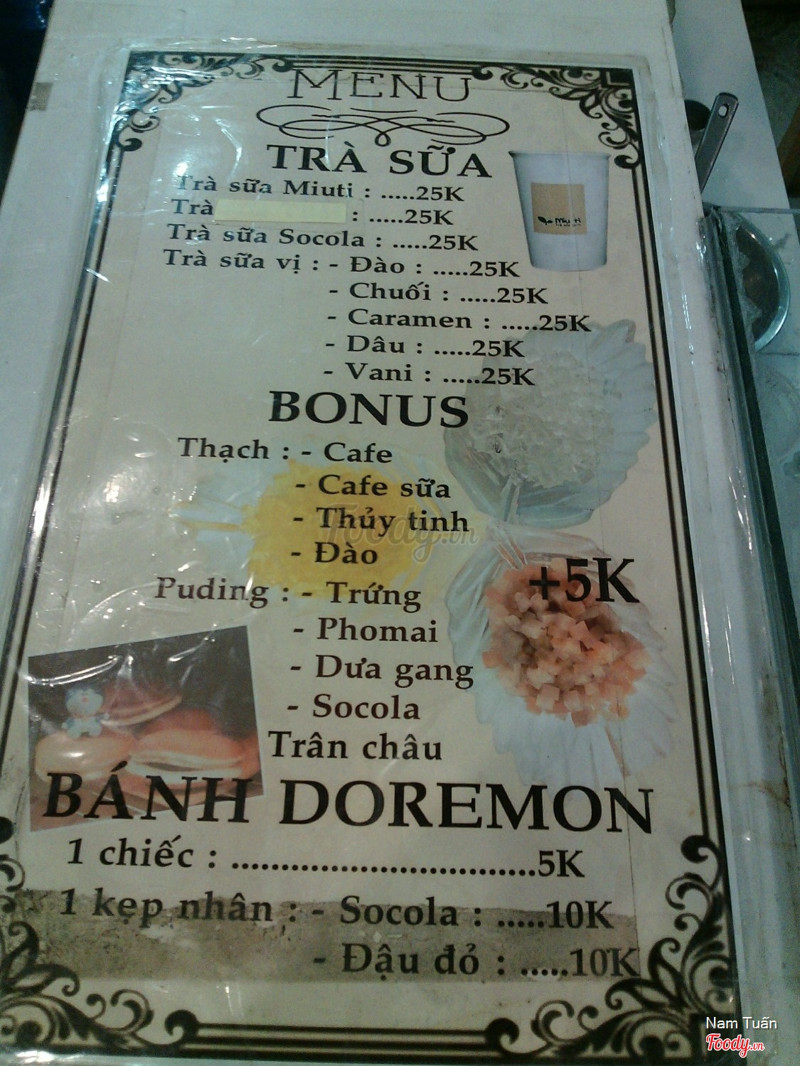 MENU
TRÀ SỮA
Trà sữa Miuti : .....25K
Trà : .....25K
Trà sữa Socola : .....25K
Trà sữa vị : - Đào : .....25K
- Chuối : .....25K
- Caramen : .....25K
- Dâu : .....25K
- Vani : .....25K
Miuti
BONUS
Thạch : - Cafe
- Cafe sữa
- Thủy tinh
- Đào
Puding : - Trứng
- Phomai
- Dưa gang
- Socola
Trân châu
+5K
BÁNH DOREMON
1 chiếc : ...............................5K
1 kẹp nhân : - Socola : .....10K
- Đậu đỏ : .....10K
Foody.vn
Nam Tuấn
Foody.vn